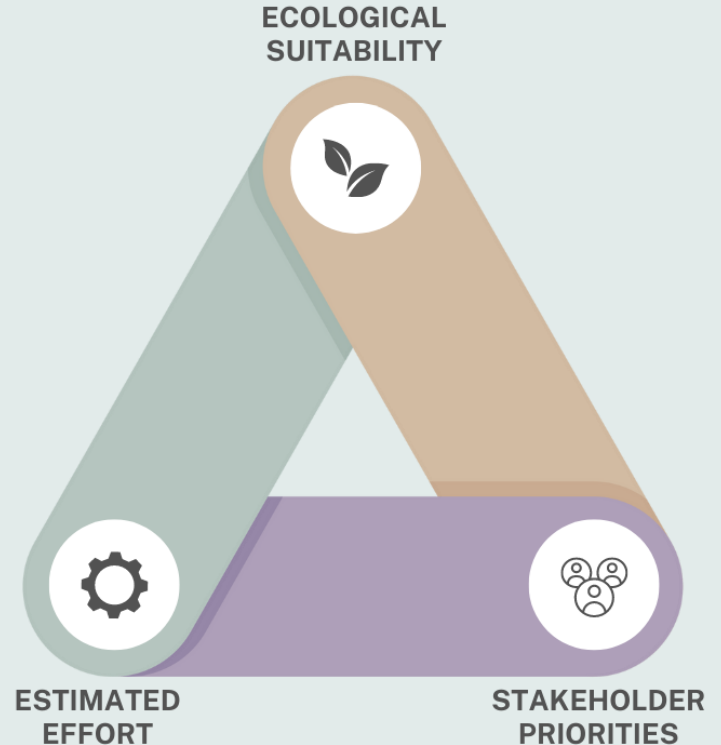 ECOLOGICAL
SUITABILITY
ESTIMATED
EFFORT
STAKEHOLDER
PRIORITIES